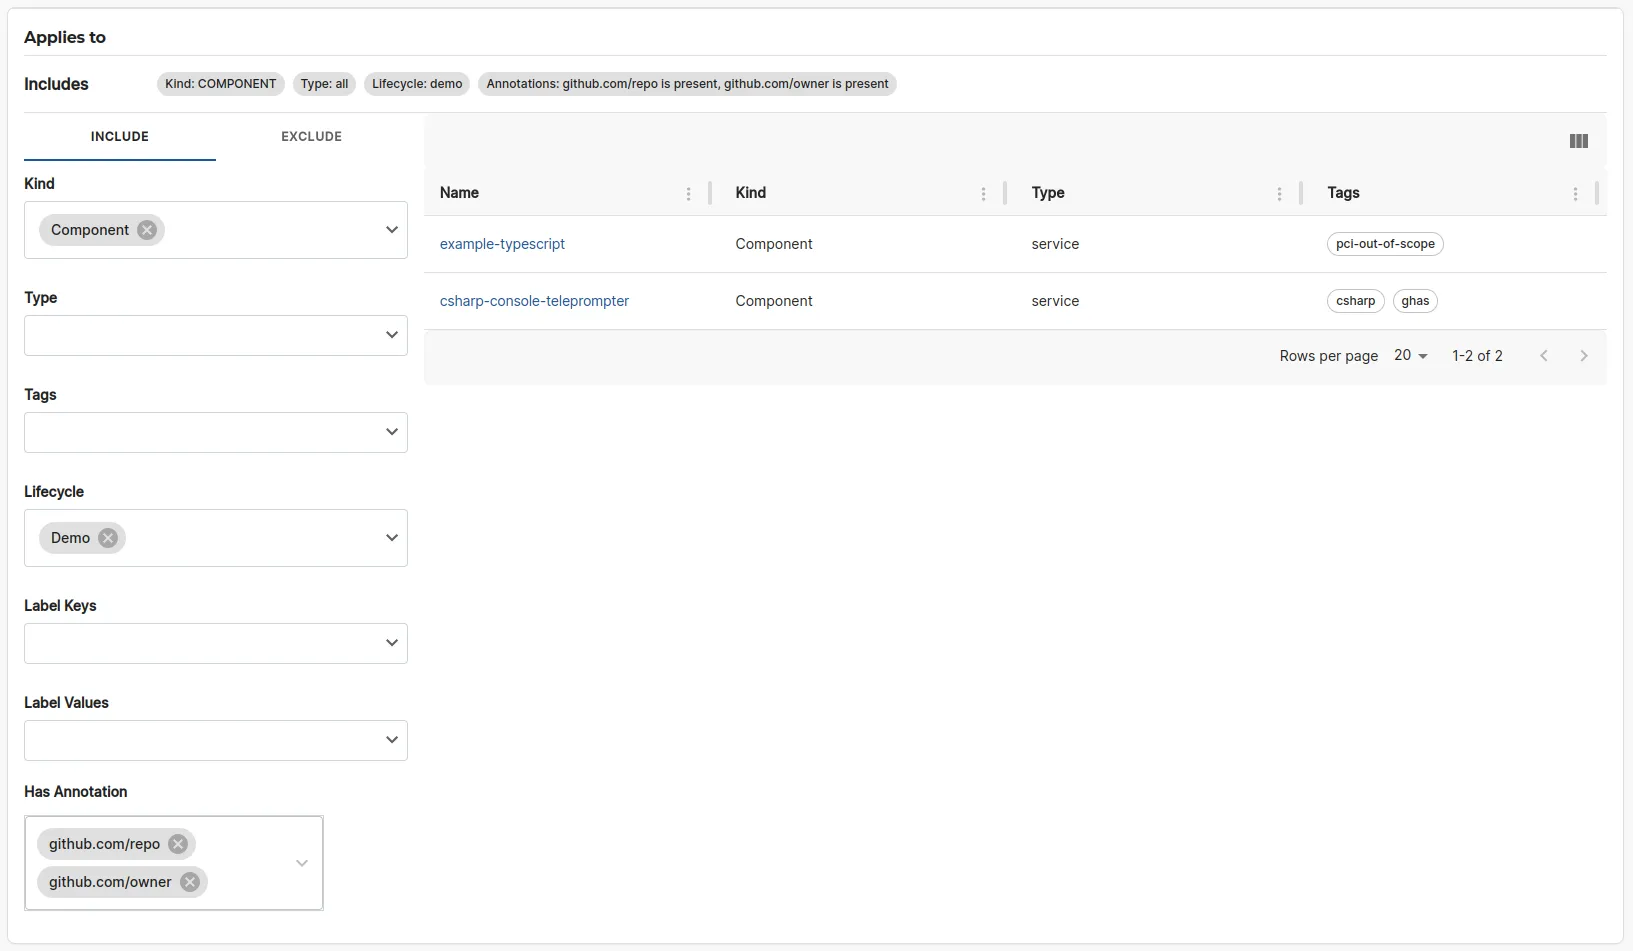 Applies to
Includes Kind: COMPONENT Type: all Lifecycle: demo Annotations: github.com/repo is present, github.com/owner is present
INCLUDE EXCLUDE
Kind
Component
Type
Tags
Lifecycle
Demo
Label Keys
Label Values
Has Annotation
github.com/repo
github.com/owner
Name Kind Type Tags
example-typescript Component service pci-out-of-scope
csharp-console-teleprompter Component service csharp ghas
Rows per page 20 1-2 of 2